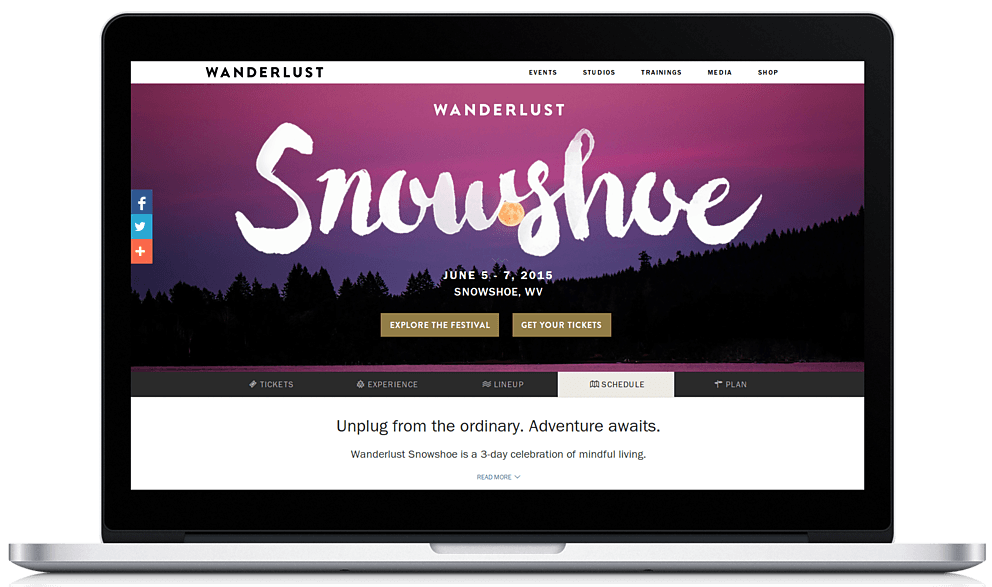 WANDERLUST
EVENTS STUDIOS TRAININGS MEDIA SHOP
WANDERLUST
Snowshoe
JUNE 5 - 7, 2015
SNOWSHOE, WV
EXPLORE THE FESTIVAL GET YOUR TICKETS
TICKETS EXPERIENCE LINEUP SCHEDULE PLAN
Unplug from the ordinary. Adventure awaits.
Wanderlust Snowshoe is a 3-day celebration of mindful living.
READ MORE